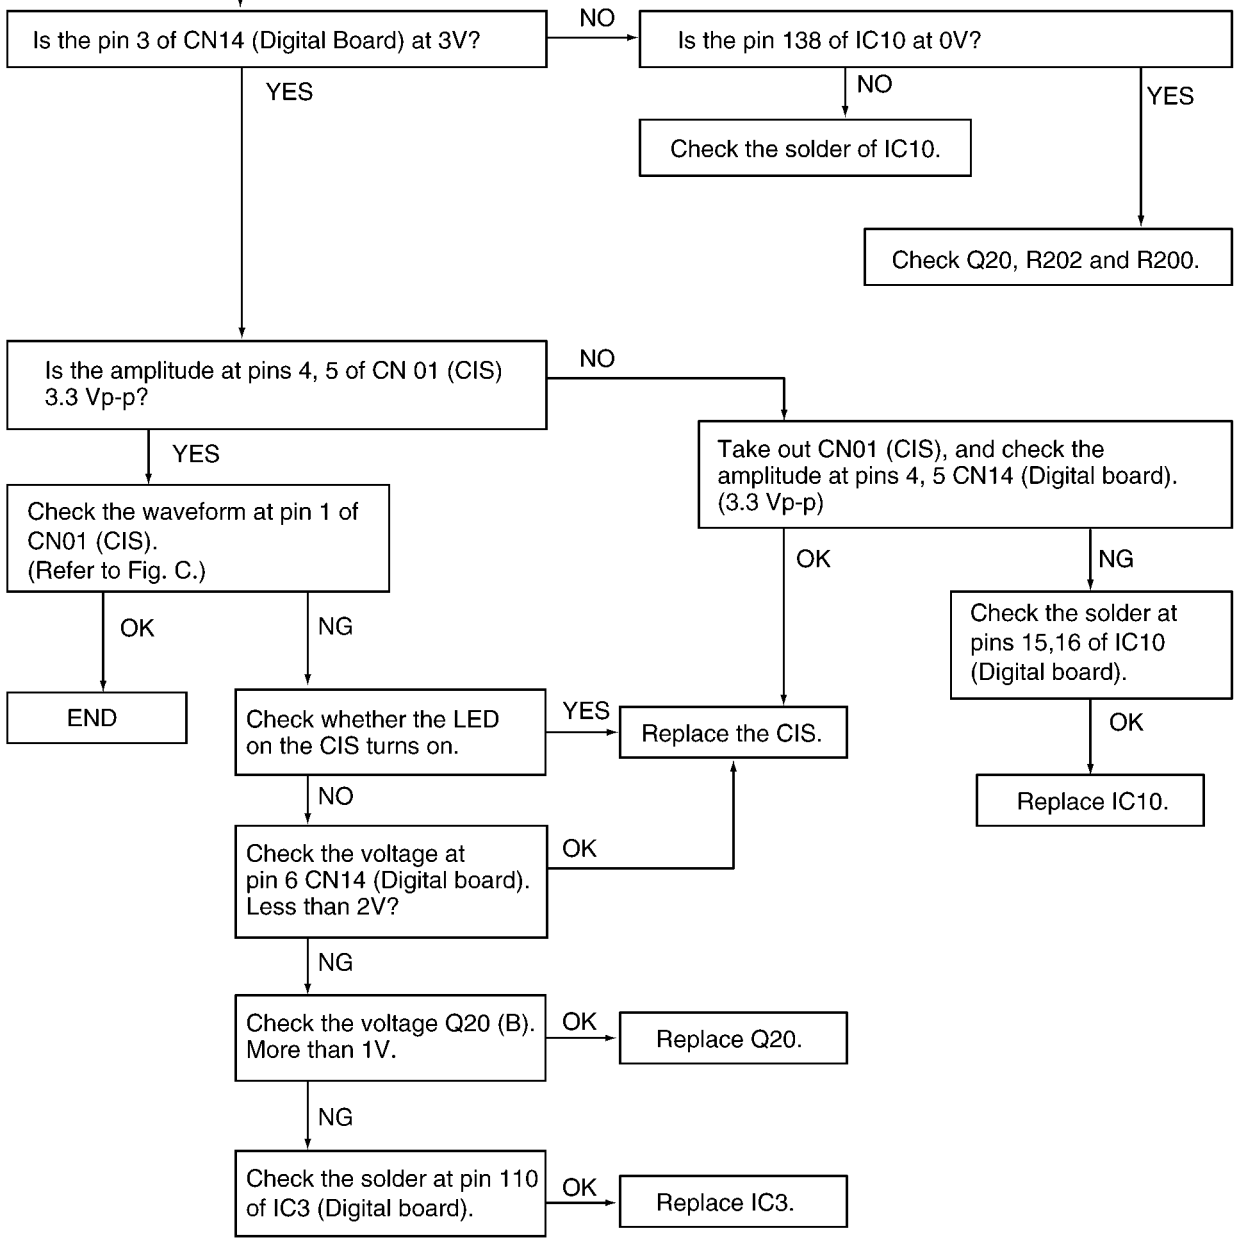 Is the pin 3 of CN14 (Digital Board) at 3V?
NO
Is the pin 138 of IC10 at 0V?
YES
NO
YES
Check the solder of IC10.
Check Q20, R202 and R200.
Is the amplitude at pins 4, 5 of CN 01 (CIS)
3.3 Vp-p?
NO
YES
Take out CN01 (CIS), and check the
amplitude at pins 4, 5 CN14 (Digital board).
(3.3 Vp-p)
Check the waveform at pin 1 of
CN01 (CIS).
(Refer to Fig. C.)
OK
NG
OK
NG
Check the solder at
pins 15,16 of IC10
(Digital board).
END
Check whether the LED
on the CIS turns on.
YES
Replace the CIS.
OK
NO
Replace IC10.
Check the voltage at
pin 6 CN14 (Digital board).
Less than 2V?
OK
NG
Check the voltage Q20 (B).
More than 1V.
OK
Replace Q20.
NG
Check the solder at pin 110
of IC3 (Digital board).
OK
Replace IC3.